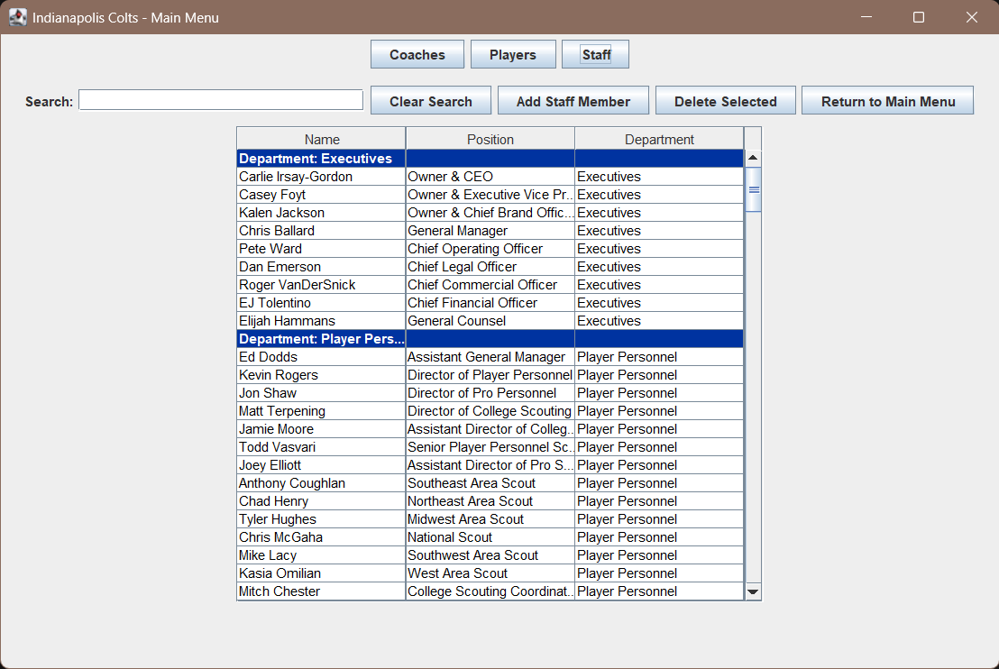 Indianapolis Colts - Main Menu
Coaches Players Staff
Search: Clear Search Add Staff Member Delete Selected Return to Main Menu
Name Position Department
Department: Executives
Carlie Irsay-Gordon Owner & CEO Executives
Casey Foyt Owner & Executive Vice Pr... Executives
Kalen Jackson Owner & Chief Brand Offic... Executives
Chris Ballard General Manager Executives
Pete Ward Chief Operating Officer Executives
Dan Emerson Chief Legal Officer Executives
Roger VanDerSnick Chief Commercial Officer Executives
EJ Tolentino Chief Financial Officer Executives
Elijah Hammans General Counsel Executives
Department: Player Pers...
Ed Dodds Assistant General Manager Player Personnel
Kevin Rogers Director of Player Personnel Player Personnel
Jon Shaw Director of Pro Personnel Player Personnel
Matt Terpening Director of College Scouting Player Personnel
Jamie Moore Assistant Director of Colleg... Player Personnel
Todd Vasvari Senior Player Personnel Sc... Player Personnel
Joey Elliott Assistant Director of Pro S... Player Personnel
Anthony Coughlan Southeast Area Scout Player Personnel
Chad Henry Northeast Area Scout Player Personnel
Tyler Hughes Midwest Area Scout Player Personnel
Chris McGaha National Scout Player Personnel
Mike Lacy Southwest Area Scout Player Personnel
Kasia Omilian West Area Scout Player Personnel
Mitch Chester College Scouting Coordinat... Player Personnel